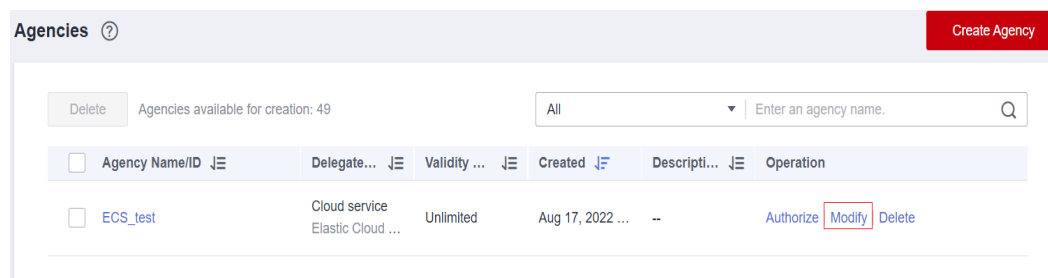 Agencies ?
Create Agency
Delete Agencies available for creation: 49 All Enter an agency name.
Agency Name/ID Delegate... Validity ... Created Descripti... Operation
ECS_test Cloud service Elastic Cloud ... Unlimited Aug 17, 2022 ... -- Authorize Modify Delete